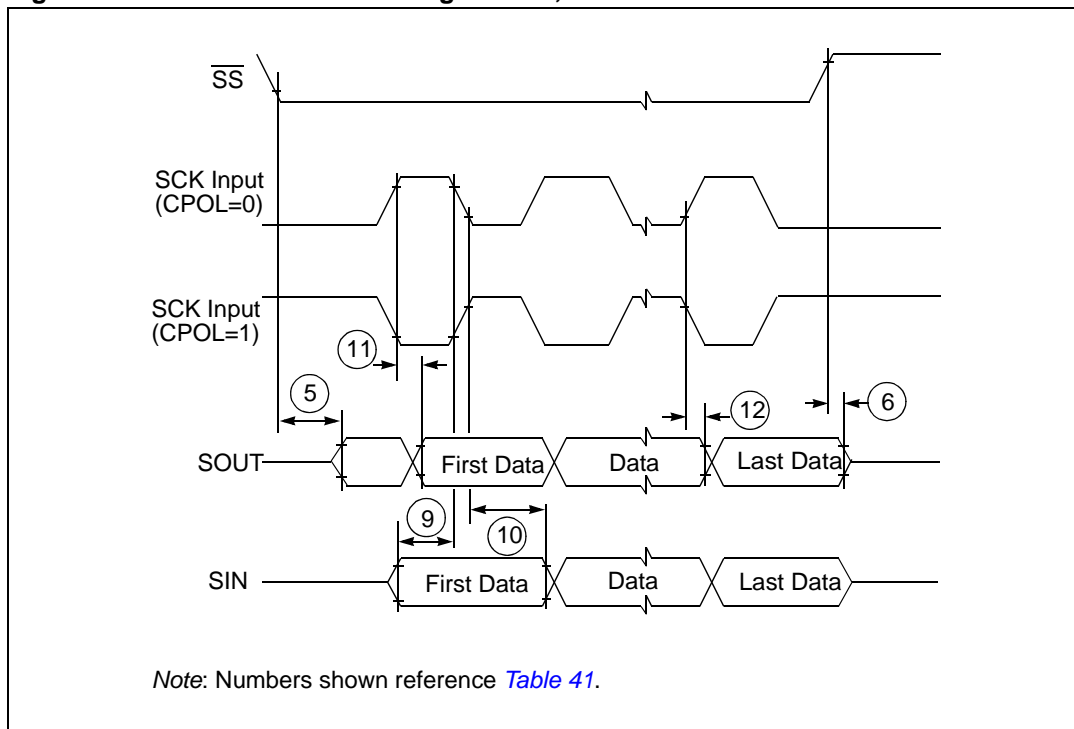 SS
SCK Input
(CPOL=0)
SCK Input
(CPOL=1)
11
5
12
6
SOUT
First Data
Data
Last Data
9
10
SIN
First Data
Data
Last Data
Note: Numbers shown reference Table 41.